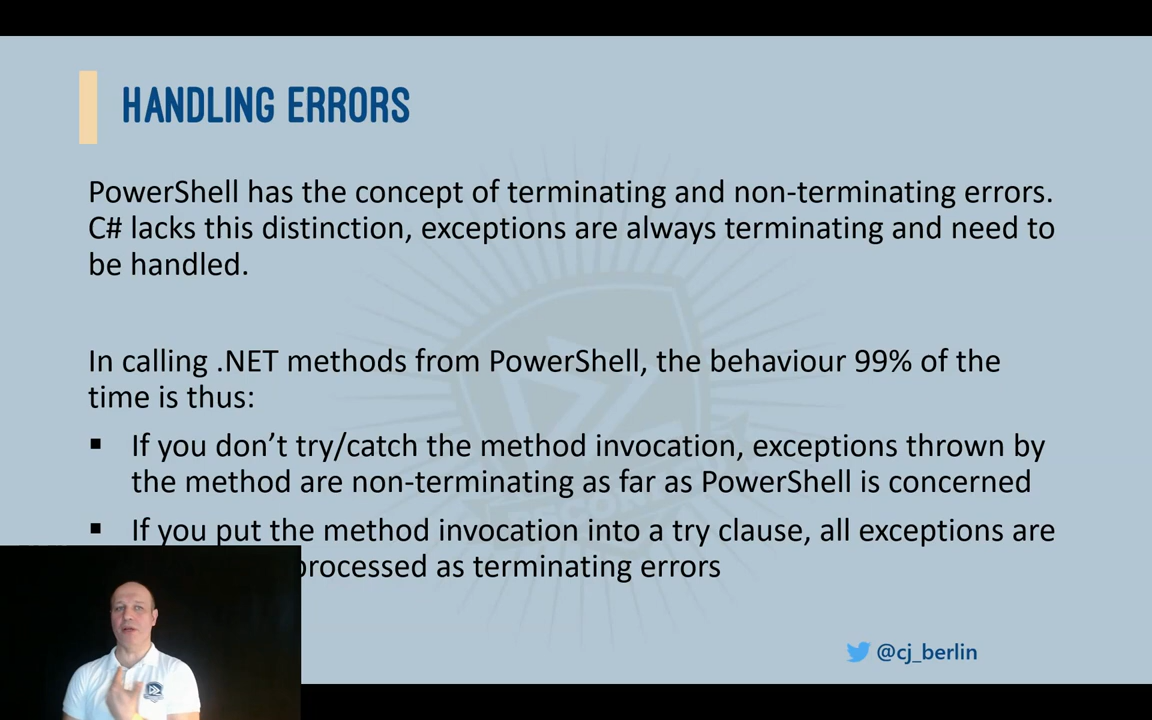 HANDLING ERRORS
PowerShell has the concept of terminating and non-terminating errors.
C# lacks this distinction, exceptions are always terminating and need to
be handled.
In calling .NET methods from PowerShell, the behaviour 99% of the
time is thus:
▪ If you don’t try/catch the method invocation, exceptions thrown by
the method are non-terminating as far as PowerShell is concerned
▪ If you put the method invocation into a try clause, all exceptions are
processed as terminating errors
@cj_berlin